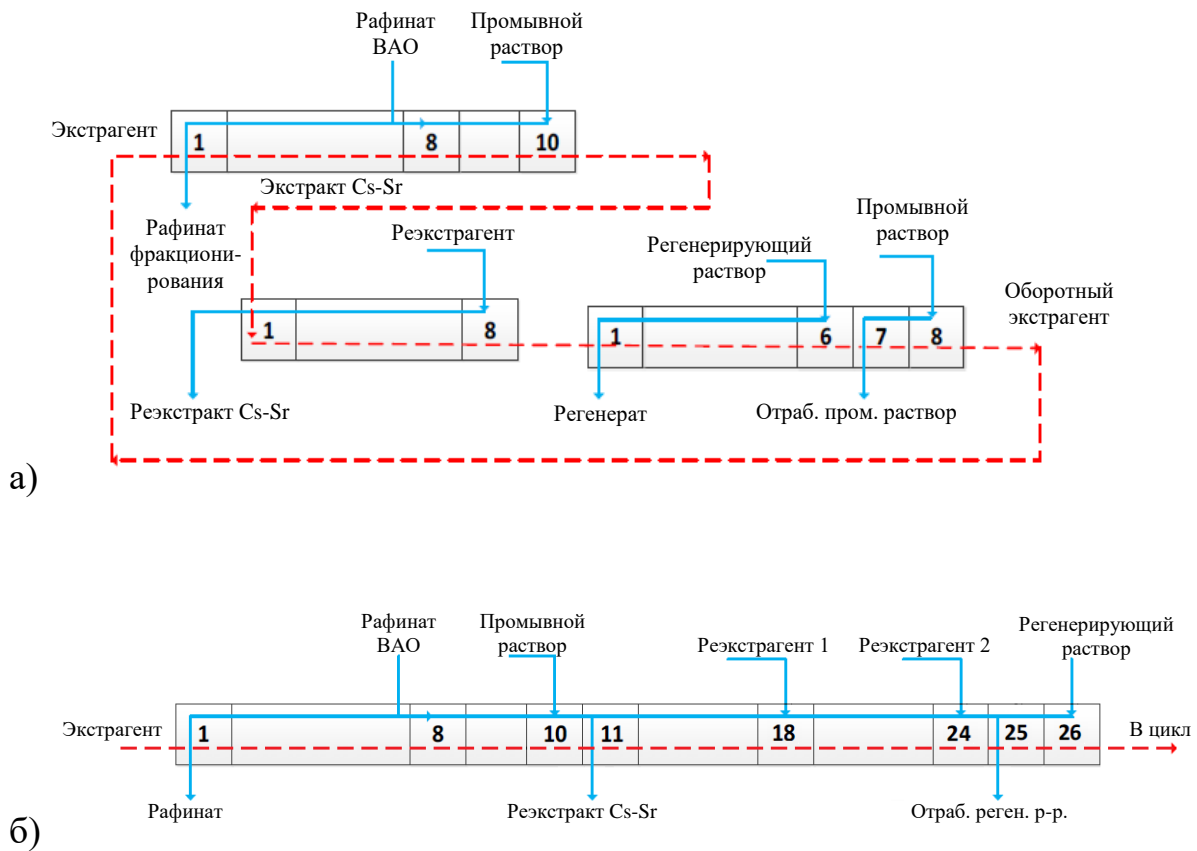 Рафинат
ВАО
Промывной
раствор
Экстрагент
1
8
10
Экстракт Cs-Sr
Рафинат
фракциони-
рования
Реэкстрагент
Регенерирующий
раствор
Промывной
раствор
Оборотный
экстрагент
1
8
1
6
7
8
Реэкстракт Cs-Sr
Регенерат
Отраб. пром. раствор
а)
Рафинат
ВАО
Промывной
раствор
Реэкстрагент 1
Реэкстрагент 2
Регенерирующий
раствор
Экстрагент
1
8
10
11
18
24
25
26
В цикл
Рафинат
Реэкстракт Cs-Sr
Отраб. реген. р-р.
б)